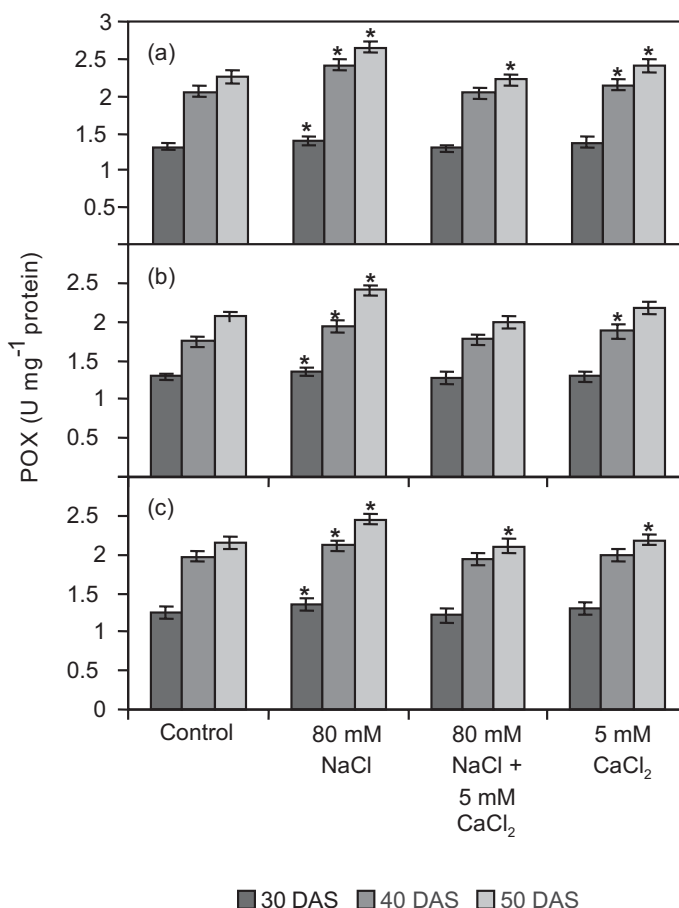 POX (U mg⁻¹ protein)
3
(a)
2.5
2
1.5
1
0.5
* * *
*
* *
(b)
2.5
2
1.5
1
0.5
* * *
*
(c)
2.5
2
1.5
1
0.5
0
* * *
*
*
Control
80 mM
NaCl
80 mM
NaCl +
5 mM
CaCl₂
5 mM
CaCl₂
30 DAS 40 DAS 50 DAS